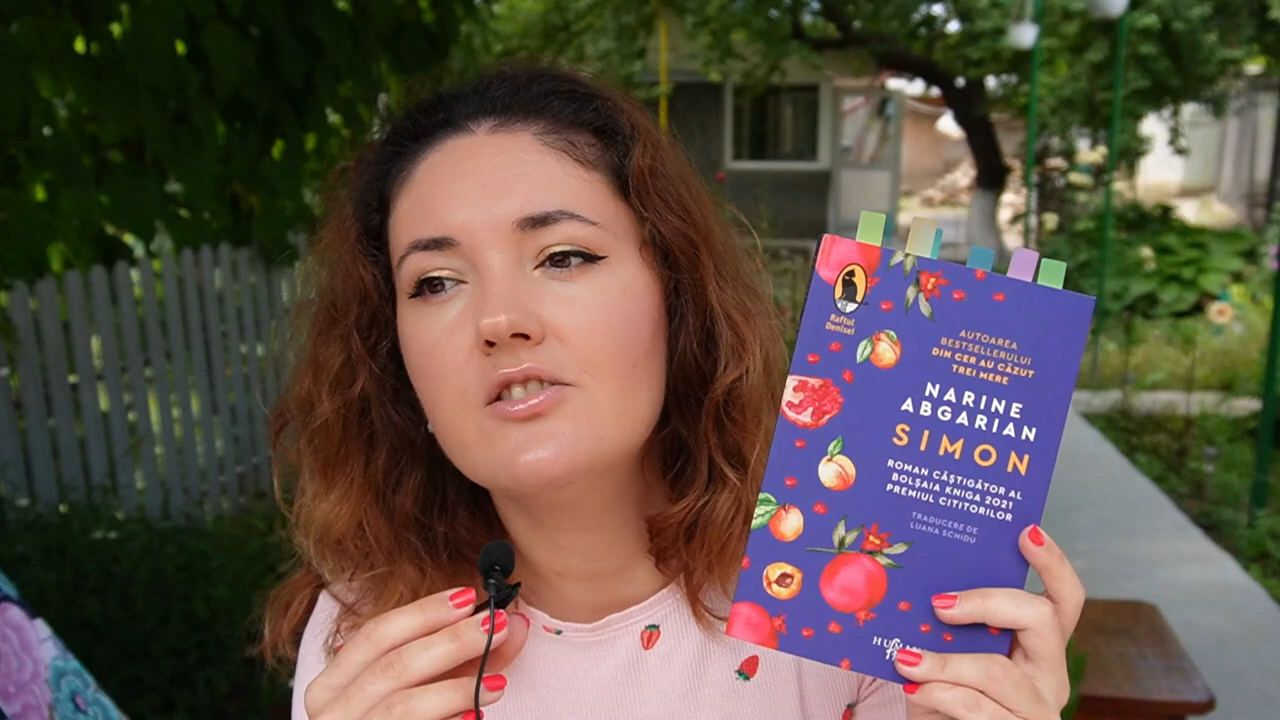 Raftul
Denisei
AUTOAREA
BESTSELLERULUI
DIN CER AU CĂZUT
TREI MERE
NARINE
ABGARIAN
SIMON
ROMAN CÂȘTIGĂTOR AL
BOLȘAIA KNIGA 2021
PREMIUL CITITORILOR
TRADUCERE DE
LUANA SCHIDU